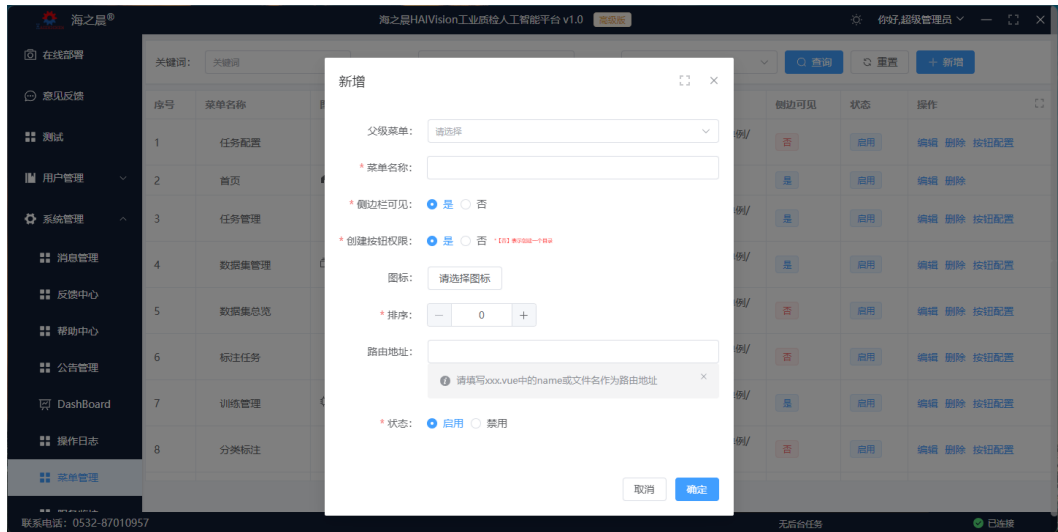 海之晨®
海之晨HAIVision工业质检人工智能平台 v1.0 高级版
你好,超级管理员
在线部署
意见反馈
测试
用户管理
系统管理
消息管理
反馈中心
帮助中心
公告管理
DashBoard
操作日志
菜单管理
关键词: 关键词
查询 重置 + 新增
序号 菜单名称 侧边可见 状态 操作
1 任务配置 例/ 否 启用 编辑 删除 按钮配置
2 首页 是 启用 编辑 删除
3 任务管理 例/ 是 启用 编辑 删除 按钮配置
4 数据集管理 例/ 是 启用 编辑 删除 按钮配置
5 数据集总览 例/ 否 启用 编辑 删除 按钮配置
6 标注任务 例/ 否 启用 编辑 删除 按钮配置
7 训练管理 例/ 是 启用 编辑 删除 按钮配置
8 分类标注 例/ 否 启用 编辑 删除 按钮配置
新增
父级菜单: 请选择
* 菜单名称:
* 侧边栏可见: 是 否
* 创建按钮权限: 是 否
图标: 请选择图标
* 排序: 0
路由地址:
请填写xxx.vue中的name或文件名作为路由地址
* 状态: 启用 禁用
取消 确定
联系电话: 0532-87010957
无后台任务
已连接